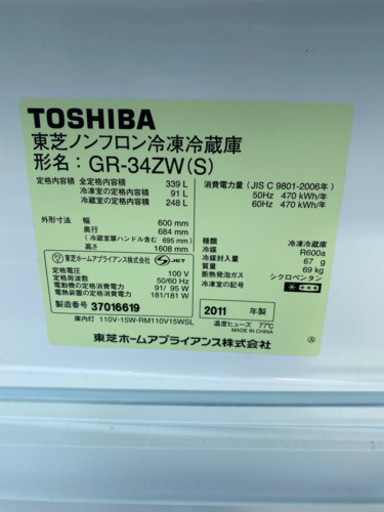 TOSHIBA
東芝ノンフロン冷凍冷蔵庫
形名：GR-34ZW(S)
定格内容積 全定格内容積 339 L
冷凍室の定格内容積 91 L
冷蔵室の定格内容積 248 L
外形寸法 幅 600 mm
奥行 684 mm
(冷蔵室扉ハンドル含む 695 mm)
高さ 1608 mm
東芝ホームアプライアンス株式会社 S-JET
定格電圧 100 V
定格周波数 50/60 Hz
電動機の定格消費電力 91/ 95 W
電熱装置の定格消費電力 181/181 W
製造番号 37016619
庫内灯 110V-15W-RM110V15WSL
消費電力量 (JIS C 9801-2006年)
50Hz 470 kWh/年
60Hz 470 kWh/年
種類 冷凍冷蔵庫
冷媒 R600a
冷媒封入量 67 g
質量 69 kg
断熱発泡ガス シクロペンタン
冷凍室の記号
2011 年製
温度ヒューズ 77℃
MADE IN CHINA
東芝ホームアプライアンス株式会社